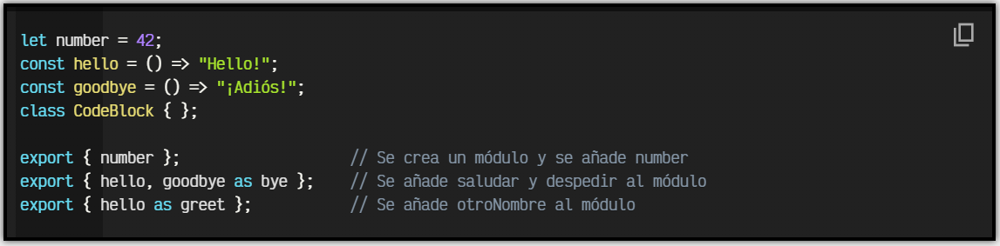 let number = 42;
const hello = () => "Hello!";
const goodbye = () => "¡Adiós!";
class CodeBlock { };
export { number };                   // Se crea un módulo y se añade number
export { hello, goodbye as bye };    // Se añade saludar y despedir al módulo
export { hello as greet };           // Se añade otroNombre al módulo